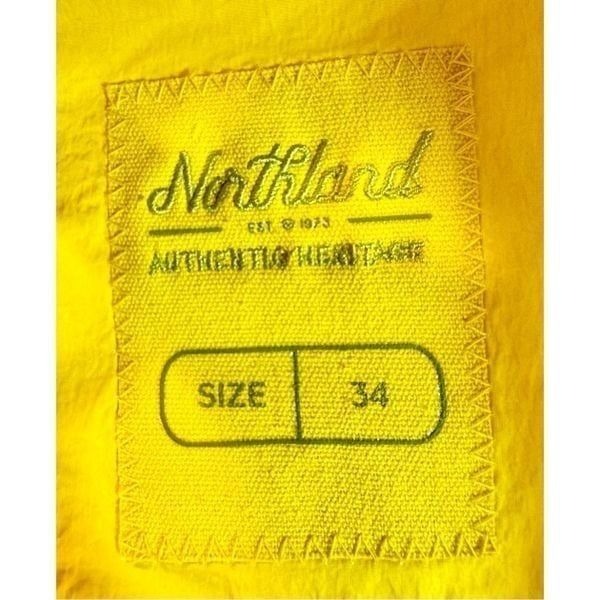 Northland
EST ® 1973
AUTHENTIC HERITAGE
SIZE 34